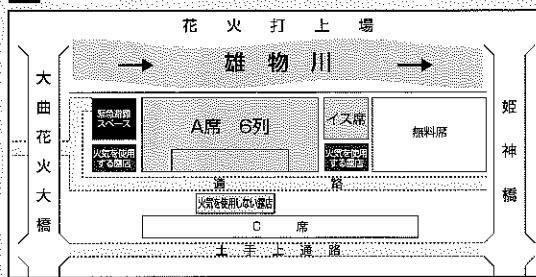 花火打上場
雄物川
大曲花火大橋
緊急避難
スペース
A席 6列
イス席
無料席
姫神橋
火気を使用
する露店
火気を使用
する露店
通路
火気を使用しない露店
C席
土手上通路